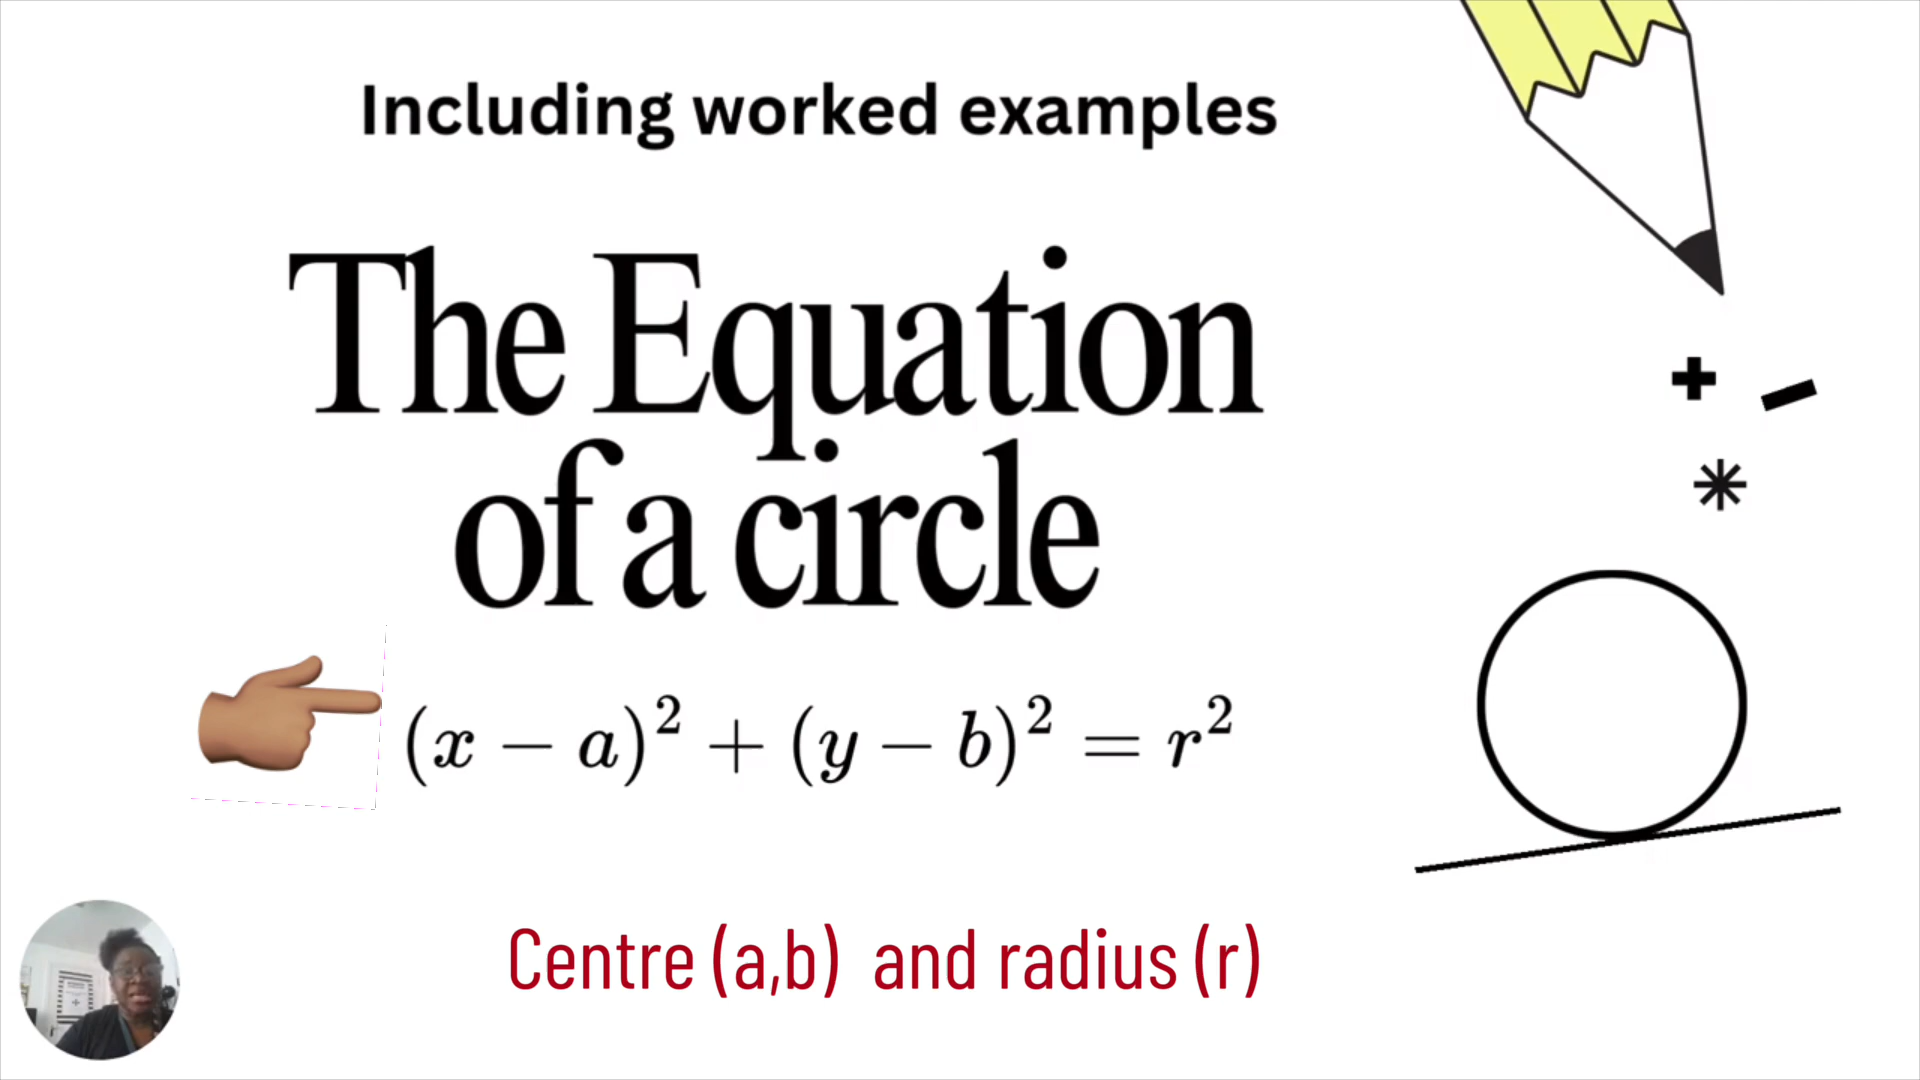 Including worked examples
The Equation
of a circle
(x − a)² + (y − b)² = r²
Centre (a,b) and radius (r)